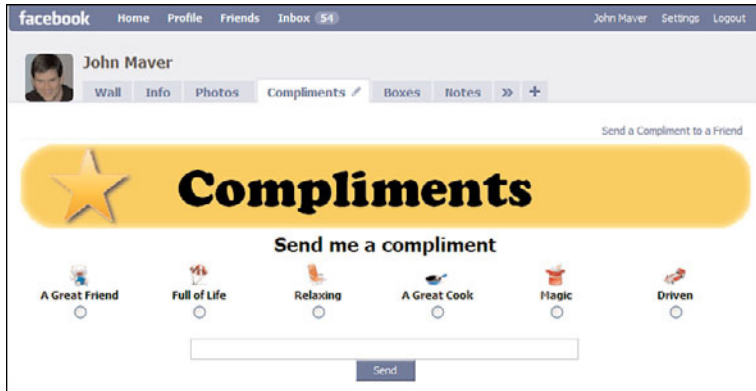 facebook Home Profile Friends Inbox 54 John Maver Settings Logout
John Maver
Wall Info Photos Compliments Boxes Notes » +
Send a Compliment to a Friend
Compliments
Send me a compliment
A Great Friend Full of Life Relaxing A Great Cook Magic Driven
Send